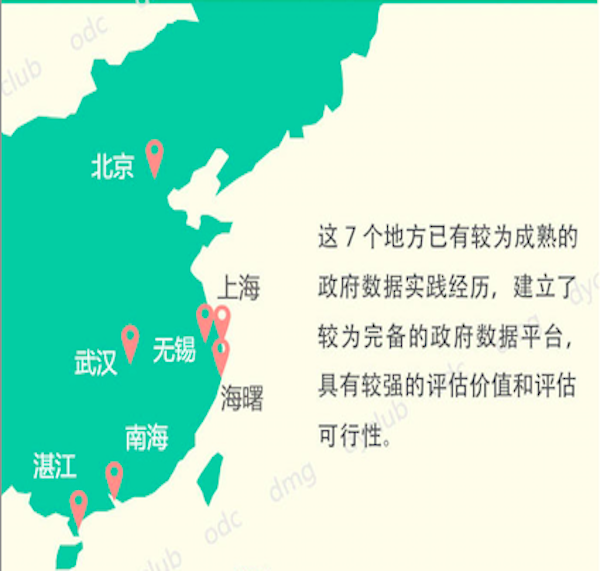 北京
上海
无锡
武汉
海曙
南海
湛江
这 7 个地方已有较为成熟的
政府数据实践经历，建立了
较为完备的政府数据平台，
具有较强的评估价值和评估
可行性。
club
odc
dyc
dmg
odc
dyclub
dmg
odc
club